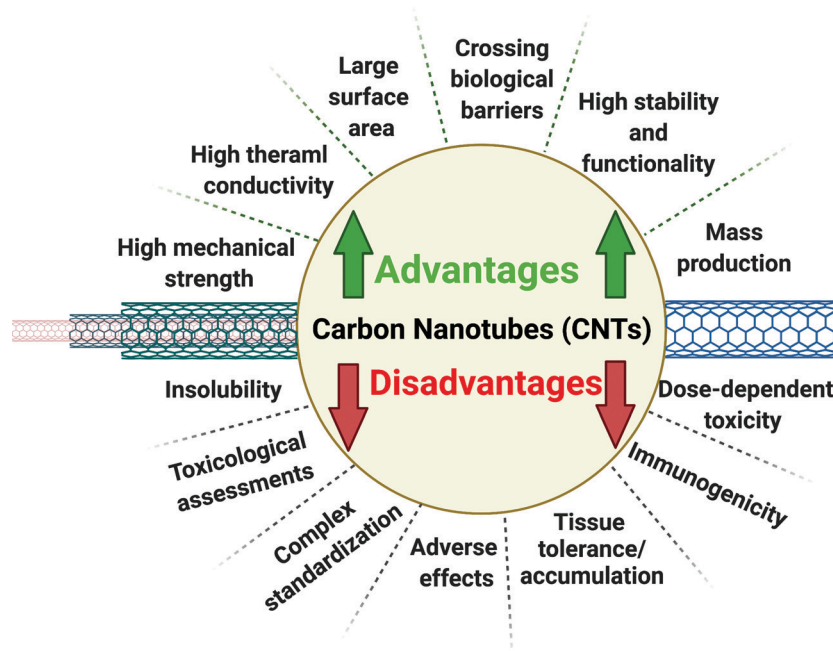 Crossing
biological
barriers
Large
surface
area
High stability
and
functionality
High theraml
conductivity
Mass
production
High mechanical
strength
Advantages
Carbon Nanotubes (CNTs)
Disadvantages
Insolubility
Dose-dependent
toxicity
Toxicological
assessments
Immunogenicity
Complex
standardization
Adverse
effects
Tissue
tolerance/
accumulation